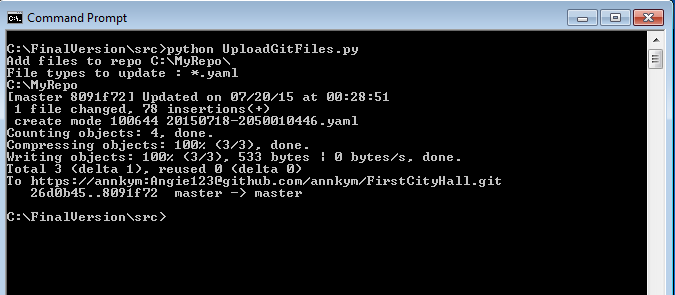 Command Prompt
C:\FinalVersion\src>python UploadGitFiles.py
Add files to repo C:\MyRepo\
File types to update : *.yaml
C:\MyRepo
[master 8091f72] Updated on 07/20/15 at 00:28:51
 1 file changed, 78 insertions(+)
 create mode 100644 20150718-2050010446.yaml
Counting objects: 4, done.
Compressing objects: 100% (3/3), done.
Writing objects: 100% (3/3), 533 bytes | 0 bytes/s, done.
Total 3 (delta 1), reused 0 (delta 0)
To https://annkym:Angie123@github.com/annkym/FirstCityHall.git
   26d0b45..8091f72  master -> master
C:\FinalVersion\src>